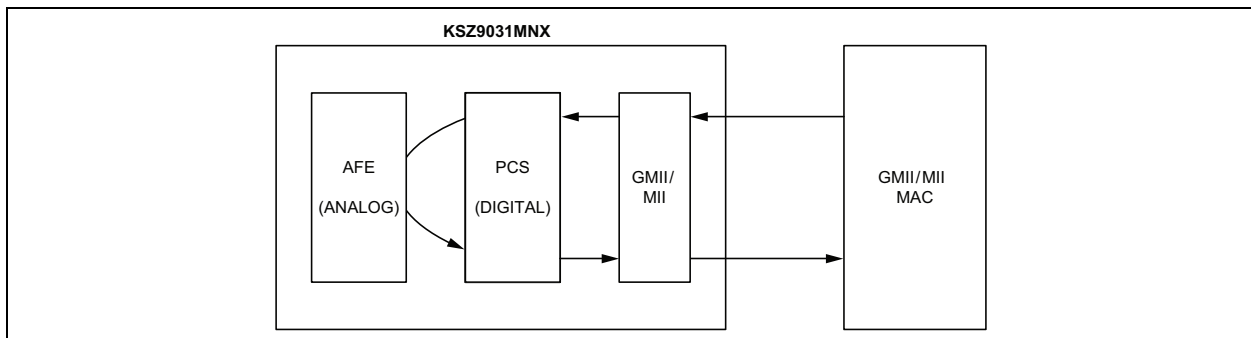 KSZ9031MNX
AFE
(ANALOG)
PCS
(DIGITAL)
GMII/
MII
GMII/MII
MAC